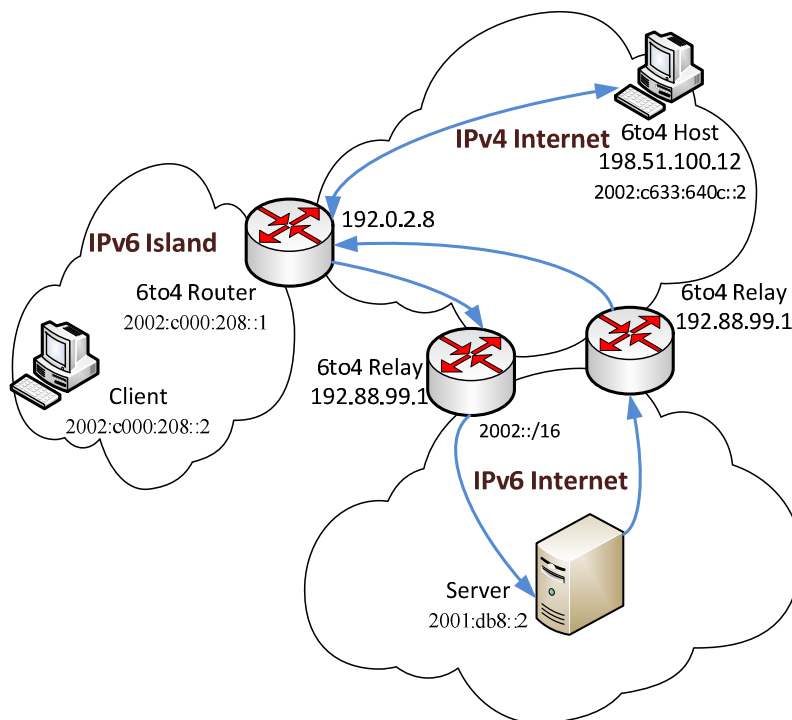 IPv4 Internet
6to4 Host
198.51.100.12
2002:c633:640c::2
192.0.2.8
IPv6 Island
6to4 Router
2002:c000:208::1
6to4 Relay
192.88.99.1
6to4 Relay
192.88.99.1
Client
2002:c000:208::2
2002::/16
IPv6 Internet
Server
2001:db8::2